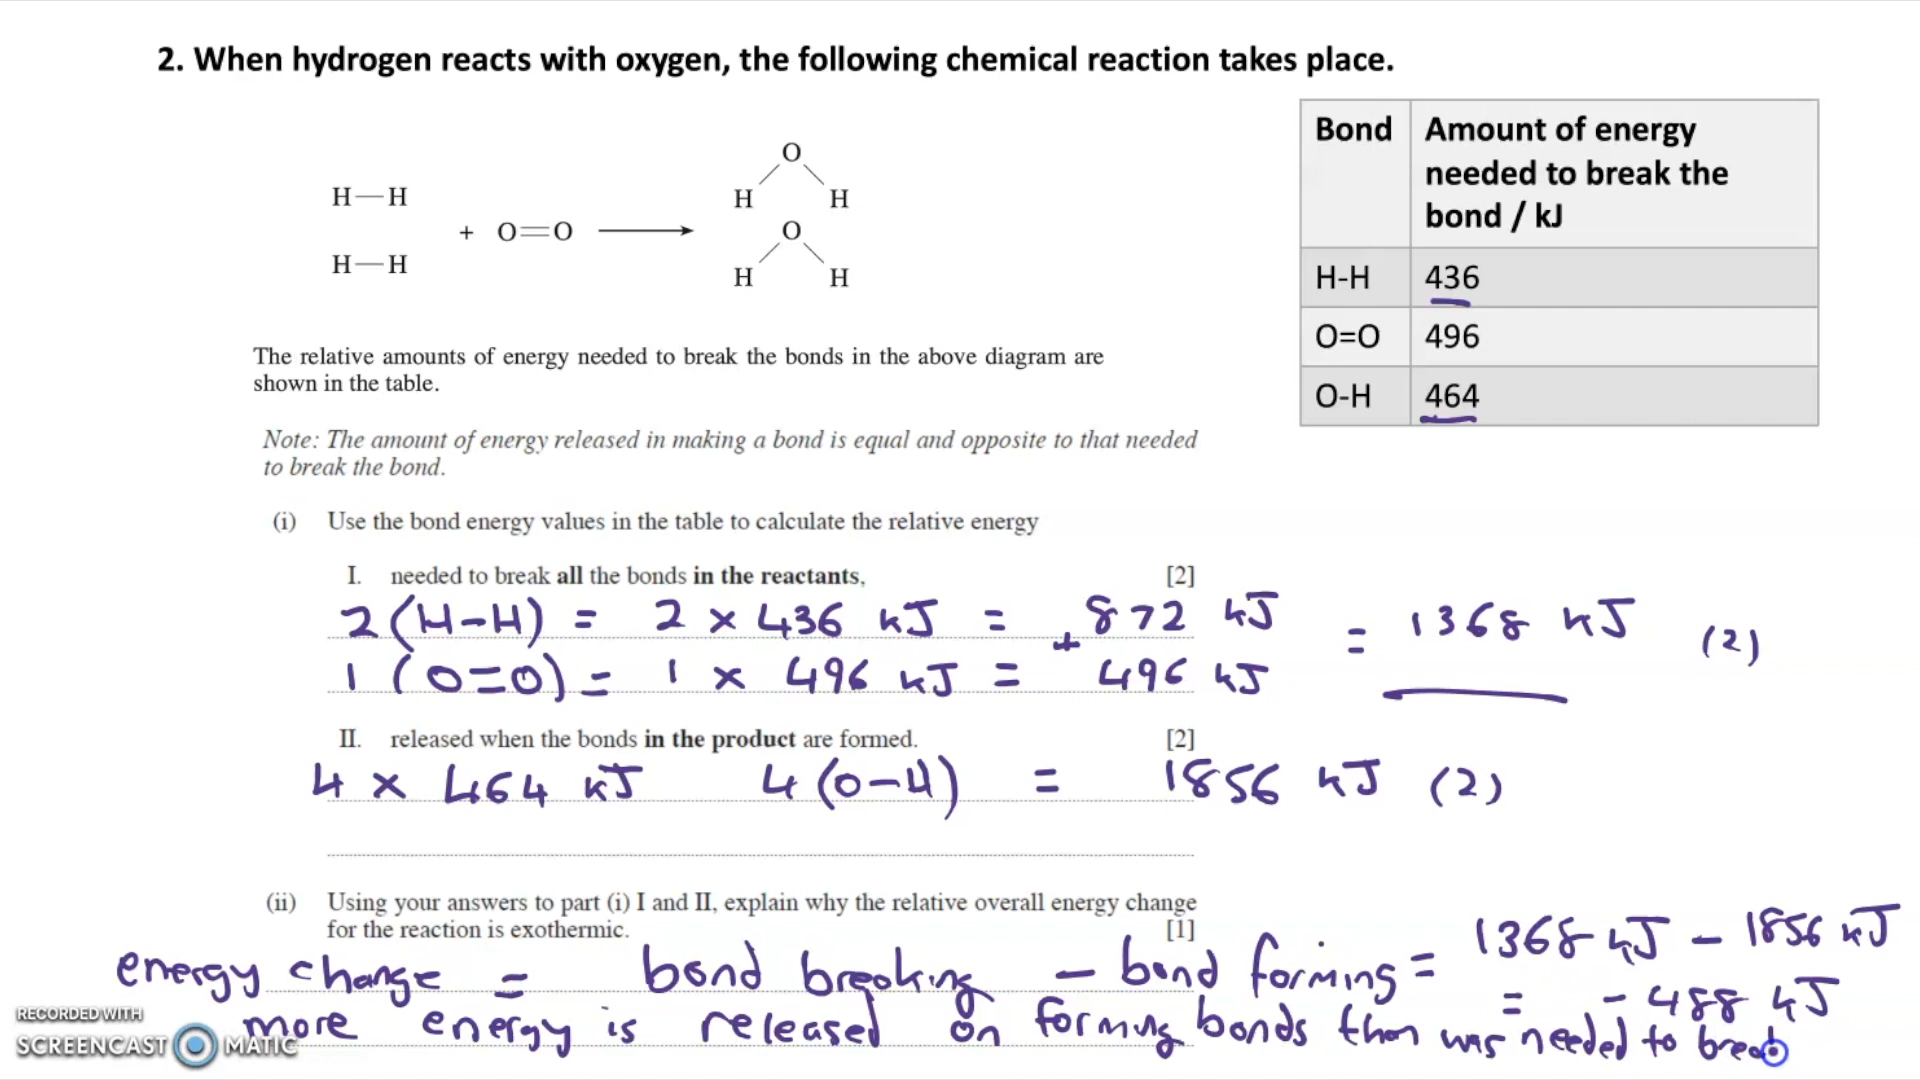 2. When hydrogen reacts with oxygen, the following chemical reaction takes place.
Bond Amount of energy
needed to break the
bond / kJ
H-H 436
O=O 496
O-H 464
O
H—H H H
+ O=O O
H—H H H
The relative amounts of energy needed to break the bonds in the above diagram are
shown in the table.
Note: The amount of energy released in making a bond is equal and opposite to that needed
to break the bond.
(i) Use the bond energy values in the table to calculate the relative energy
I. needed to break all the bonds in the reactants, [2]
2(H-H) = 2 × 436 kJ = 872 kJ
+ = 1368 kJ (2)
1(O=O) = 1 × 496 kJ = 496 kJ
II. released when the bonds in the product are formed. [2]
4 × 464 kJ 4(O-H) = 1856 kJ (2)
(ii) Using your answers to part (i) I and II, explain why the relative overall energy change
for the reaction is exothermic. [1]
energy change = bond breaking - bond forming = 1368 kJ - 1856 kJ
= -488 kJ
more energy is released on forming bonds than was needed to brea
RECORDED WITH
SCREENCAST MATIC